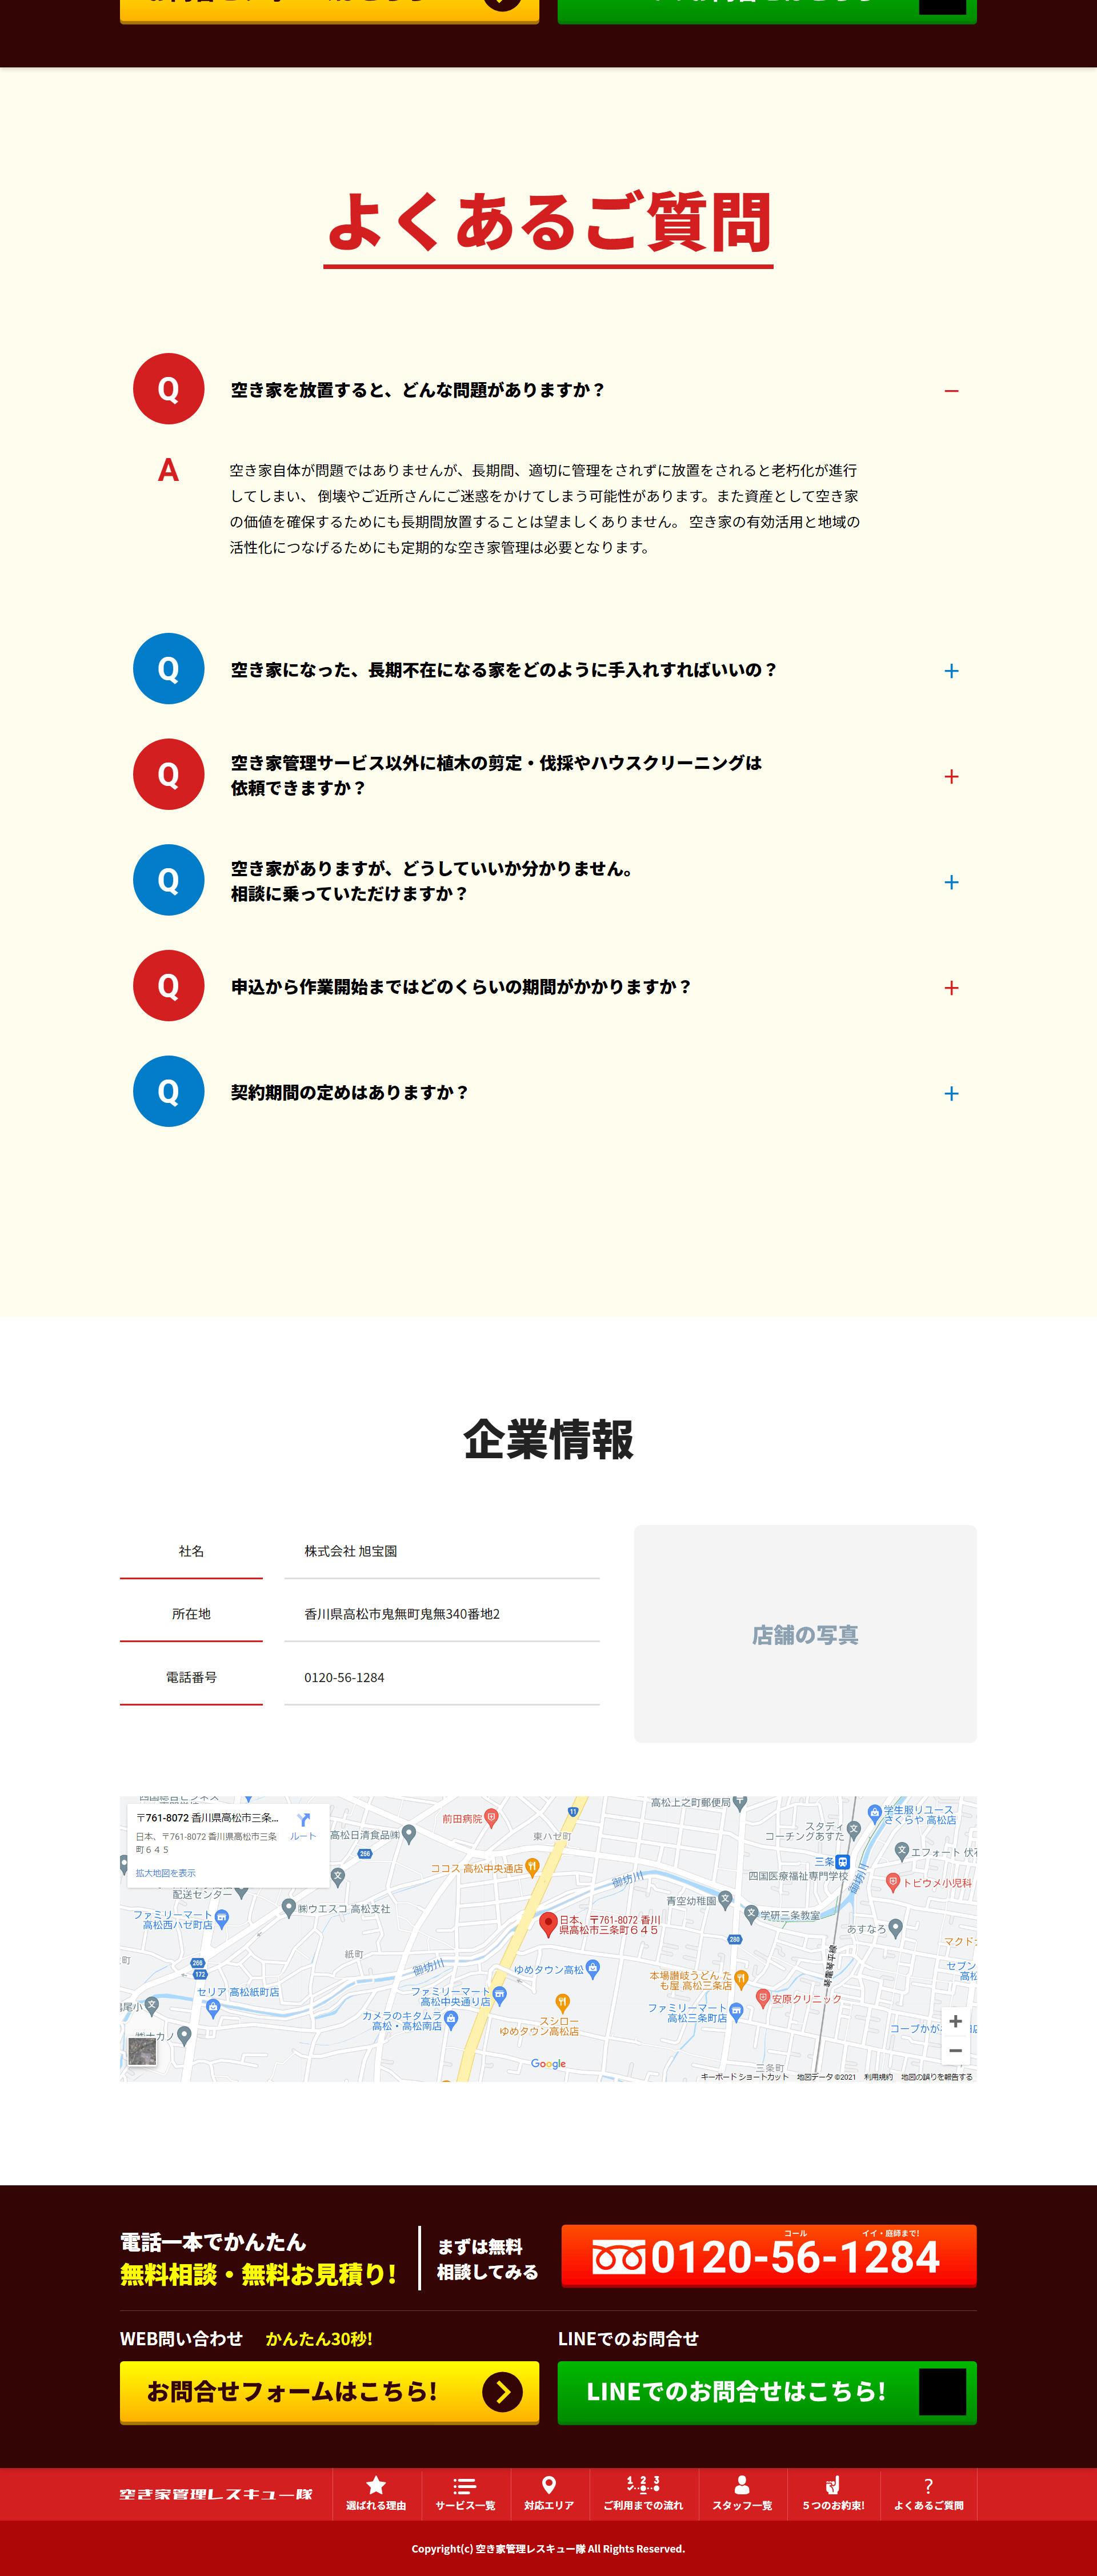 よくあるご質問
Q
空き家を放置すると、どんな問題がありますか？
A
空き家自体が問題ではありませんが、長期間、適切に管理をされずに放置をされると老朽化が進行
してしまい、 倒壊やご近所さんにご迷惑をかけてしまう可能性があります。また資産として空き家
の価値を確保するためにも長期間放置することは望ましくありません。 空き家の有効活用と地域の
活性化につなげるためにも定期的な空き家管理は必要となります。
Q
空き家になった、長期不在になる家をどのように手入れすればいいの？
Q
空き家管理サービス以外に植木の剪定・伐採やハウスクリーニングは
依頼できますか？
Q
空き家がありますが、どうしていいか分かりません。
相談に乗っていただけますか？
Q
申込から作業開始まではどのくらいの期間がかかりますか？
Q
契約期間の定めはありますか？
企業情報
社名
株式会社 旭宝園
所在地
香川県高松市鬼無町鬼無340番地2
電話番号
0120-56-1284
店舗の写真
〒761-8072 香川県高松市三条...
日本、〒761-8072 香川県高松市三条
町６４５
ルート
拡大地図を表示
高松上之町郵便局
学生服リユース
さくらや 高松店
前田病院
11
スタディ
コーチングあすた
高松日清食品㈱
東ハゼ町
266
エフォート 伏石
三条
ココス 高松中央通店
四国医療福祉専門学校
御坊川
御坊川
トビウメ小児科
配送センター
青空幼稚園
㈱ウエスコ 高松支社
ファミリーマート
高松西ハゼ町店
日本、〒761-8072 香川
県高松市三条町６４５
学研三条教室
あすなろ
280
マクド
紙町
266
172
御坊川
ゆめタウン高松
セブン
本場讃岐うどん た
も屋 高松三条店
セリア 高松紙町店
ファミリーマート
高松中央通り店
安原クリニック
カメラのキタムラ
高松・高松南店
スシロー
ゆめタウン高松店
ファミリーマート
高松三条町店
三条町
Google
キーボード ショートカット
地図データ ©2021
利用規約
地図の誤りを報告する
電話一本でかんたん
無料相談・無料お見積り!
まずは無料
相談してみる
コール
イイ・庭師まで!
0120-56-1284
WEB問い合わせ
かんたん30秒!
LINEでのお問合せ
お問合せフォームはこちら!
LINEでのお問合せはこちら!
空き家管理レスキュー隊
選ばれる理由
サービス一覧
対応エリア
1 2 3
ご利用までの流れ
スタッフ一覧
５つのお約束!
?
よくあるご質問
Copyright(c) 空き家管理レスキュー隊 All Rights Reserved.